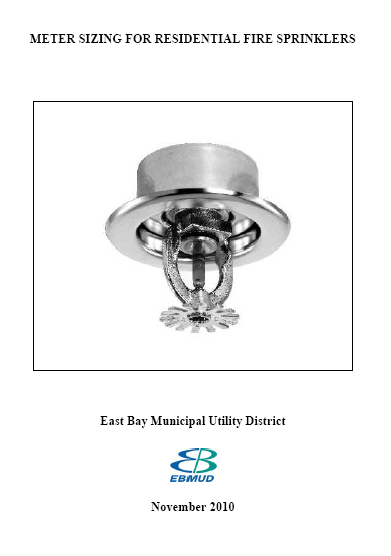 METER SIZING FOR RESIDENTIAL FIRE SPRINKLERS
East Bay Municipal Utility District
EBMUD
November 2010